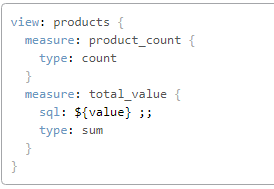 view: products {
  measure: product_count {
    type: count
  }
  measure: total_value {
    sql: ${value} ;;
    type: sum
  }
}